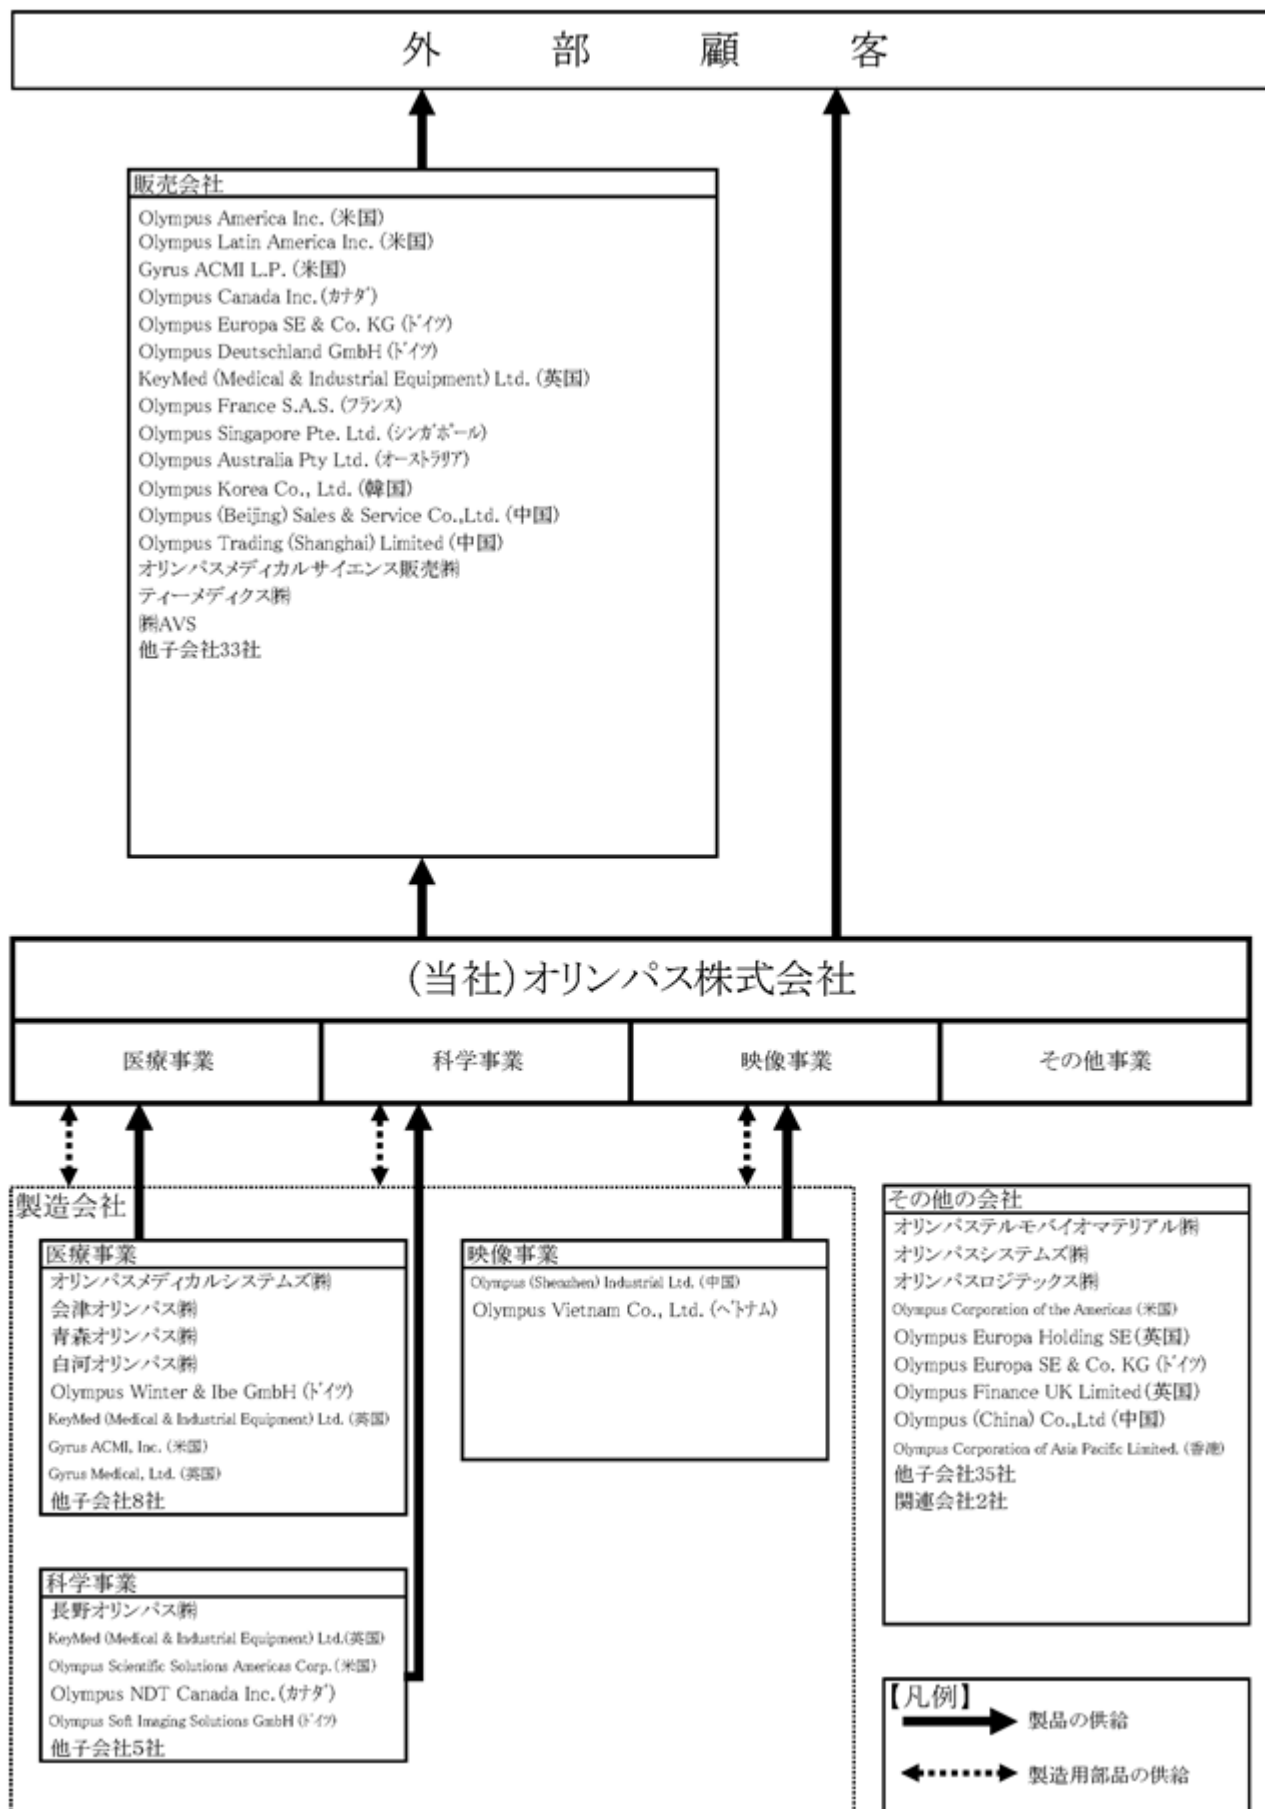 外部顧客
販売会社
Olympus America Inc. (米国)
Olympus Latin America Inc. (米国)
Gyrus ACMI L.P. (米国)
Olympus Canada Inc. (ｶﾅﾀﾞ)
Olympus Europa SE & Co. KG (ﾄﾞｲﾂ)
Olympus Deutschland GmbH (ﾄﾞｲﾂ)
KeyMed (Medical & Industrial Equipment) Ltd. (英国)
Olympus France S.A.S. (ﾌﾗﾝｽ)
Olympus Singapore Pte. Ltd. (ｼﾝｶﾞﾎﾟｰﾙ)
Olympus Australia Pty Ltd. (ｵｰｽﾄﾗﾘｱ)
Olympus Korea Co., Ltd. (韓国)
Olympus (Beijing) Sales & Service Co.,Ltd. (中国)
Olympus Trading (Shanghai) Limited (中国)
オリンパスメディカルサイエンス販売㈱
ティーメディクス㈱
㈱AVS
他子会社33社
(当社)オリンパス株式会社
医療事業
科学事業
映像事業
その他事業
製造会社
医療事業
オリンパスメディカルシステムズ㈱
会津オリンパス㈱
青森オリンパス㈱
白河オリンパス㈱
Olympus Winter & Ibe GmbH (ﾄﾞｲﾂ)
KeyMed (Medical & Industrial Equipment) Ltd. (英国)
Gyrus ACMI, Inc. (米国)
Gyrus Medical, Ltd. (英国)
他子会社8社
科学事業
長野オリンパス㈱
KeyMed (Medical & Industrial Equipment) Ltd.(英国)
Olympus Scientific Solutions Americas Corp. (米国)
Olympus NDT Canada Inc. (ｶﾅﾀﾞ)
Olympus Soft Imaging Solutions GmbH (ﾄﾞｲﾂ)
他子会社5社
映像事業
Olympus (Shenzhen) Industrial Ltd. (中国)
Olympus Vietnam Co., Ltd. (ﾍﾞﾄﾅﾑ)
その他の会社
オリンパステルモバイオマテリアル㈱
オリンパスシステムズ㈱
オリンパスロジテックス㈱
Olympus Corporation of the Americas (米国)
Olympus Europa Holding SE(英国)
Olympus Europa SE & Co. KG (ﾄﾞｲﾂ)
Olympus Finance UK Limited(英国)
Olympus (China) Co.,Ltd (中国)
Olympus Corporation of Asia Pacific Limited. (香港)
他子会社35社
関連会社2社
【凡例】
製品の供給
製造用部品の供給